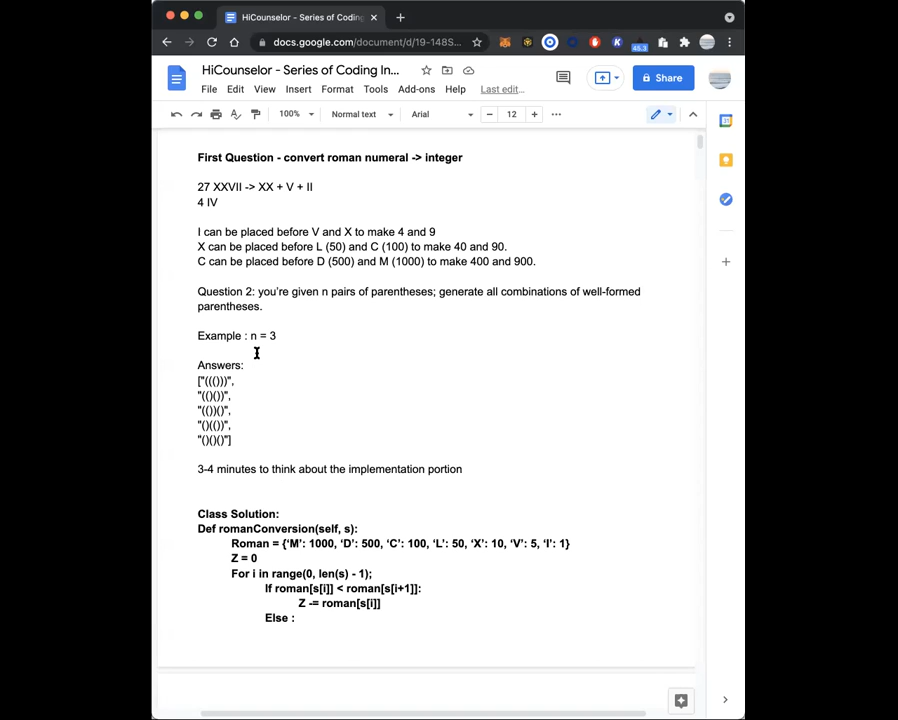 HiCounselor - Series of Coding
docs.google.com/document/d/19-148S...
45.3
HiCounselor - Series of Coding In...
File Edit View Insert Format Tools Add-ons Help Last edit...
Share
100% Normal text Arial 12
First Question - convert roman numeral -> integer
27 XXVII -> XX + V + II
4 IV
I can be placed before V and X to make 4 and 9
X can be placed before L (50) and C (100) to make 40 and 90.
C can be placed before D (500) and M (1000) to make 400 and 900.
Question 2: you're given n pairs of parentheses; generate all combinations of well-formed
parentheses.
Example : n = 3
Answers:
["((()))",
"(()())",
"(())()",
"()(())",
"()()()"]
3-4 minutes to think about the implementation portion
Class Solution:
Def romanConversion(self, s):
Roman = {‘M’: 1000, ‘D’: 500, ‘C’: 100, ‘L’: 50, ‘X’: 10, ‘V’: 5, ‘I’: 1}
Z = 0
For i in range(0, len(s) - 1);
If roman[s[i]] < roman[s[i+1]]:
Z -= roman[s[i]]
Else :